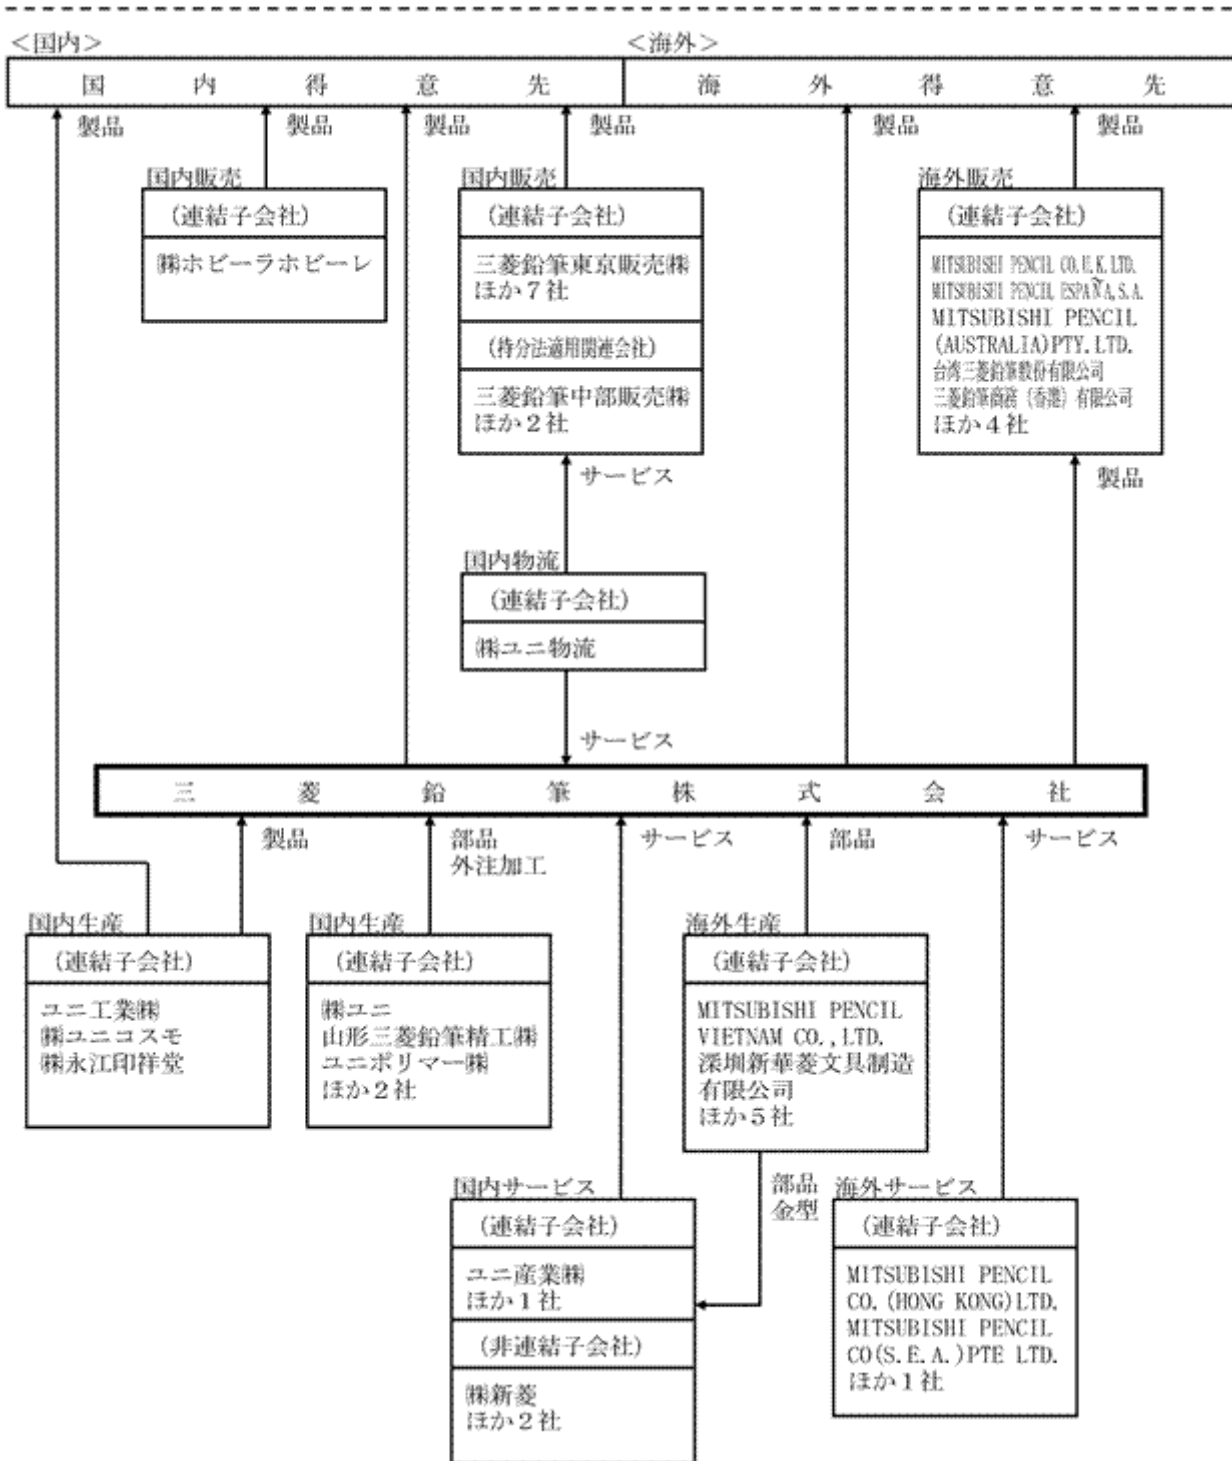 ＜国内＞
＜海外＞
国内得意先
海外得意先
製品
製品
製品
製品
製品
製品
国内販売
(連結子会社)
㈱ホビーラホビーレ
国内販売
(連結子会社)
三菱鉛筆東京販売㈱
ほか７社
(持分法適用関連会社)
三菱鉛筆中部販売㈱
ほか２社
海外販売
(連結子会社)
MITSUBISHI PENCIL CO.U.K.LTD.
MITSUBISHI PENCIL ESPAÑA,S.A.
MITSUBISHI PENCIL
(AUSTRALIA)PTY.LTD.
台湾三菱鉛筆股份有限公司
三菱鉛筆商務（香港）有限公司
ほか４社
サービス
製品
国内物流
(連結子会社)
㈱ユニ物流
サービス
三菱鉛筆株式会社
製品
部品
外注加工
サービス
部品
サービス
国内生産
(連結子会社)
ユニ工業㈱
㈱ユニコスモ
㈱永江印祥堂
国内生産
(連結子会社)
㈱ユニ
山形三菱鉛筆精工㈱
ユニポリマー㈱
ほか２社
海外生産
(連結子会社)
MITSUBISHI PENCIL
VIETNAM CO.,LTD.
深圳新華菱文具制造
有限公司
ほか５社
部品
金型
国内サービス
(連結子会社)
ユニ産業㈱
ほか１社
(非連結子会社)
㈱新菱
ほか２社
海外サービス
(連結子会社)
MITSUBISHI PENCIL
CO.(HONG KONG)LTD.
MITSUBISHI PENCIL
CO(S.E.A.)PTE LTD.
ほか１社